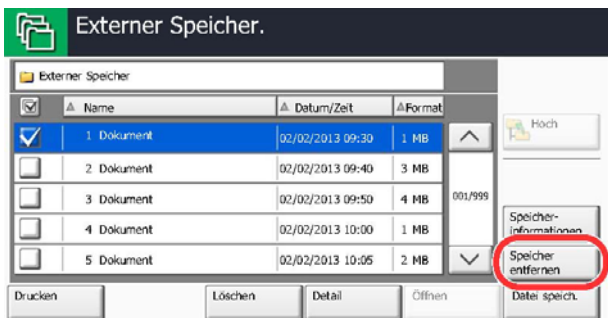 Externer Speicher.
Externer Speicher
Name Datum/Zeit Format
1 Dokument 02/02/2013 09:30 1 MB
2 Dokument 02/02/2013 09:40 3 MB
3 Dokument 02/02/2013 09:50 4 MB
4 Dokument 02/02/2013 10:00 1 MB
5 Dokument 02/02/2013 10:05 2 MB
001/999
Hoch
Speicher-
informationen
Speicher
entfernen
Drucken Löschen Detail Öffnen Datei speich.